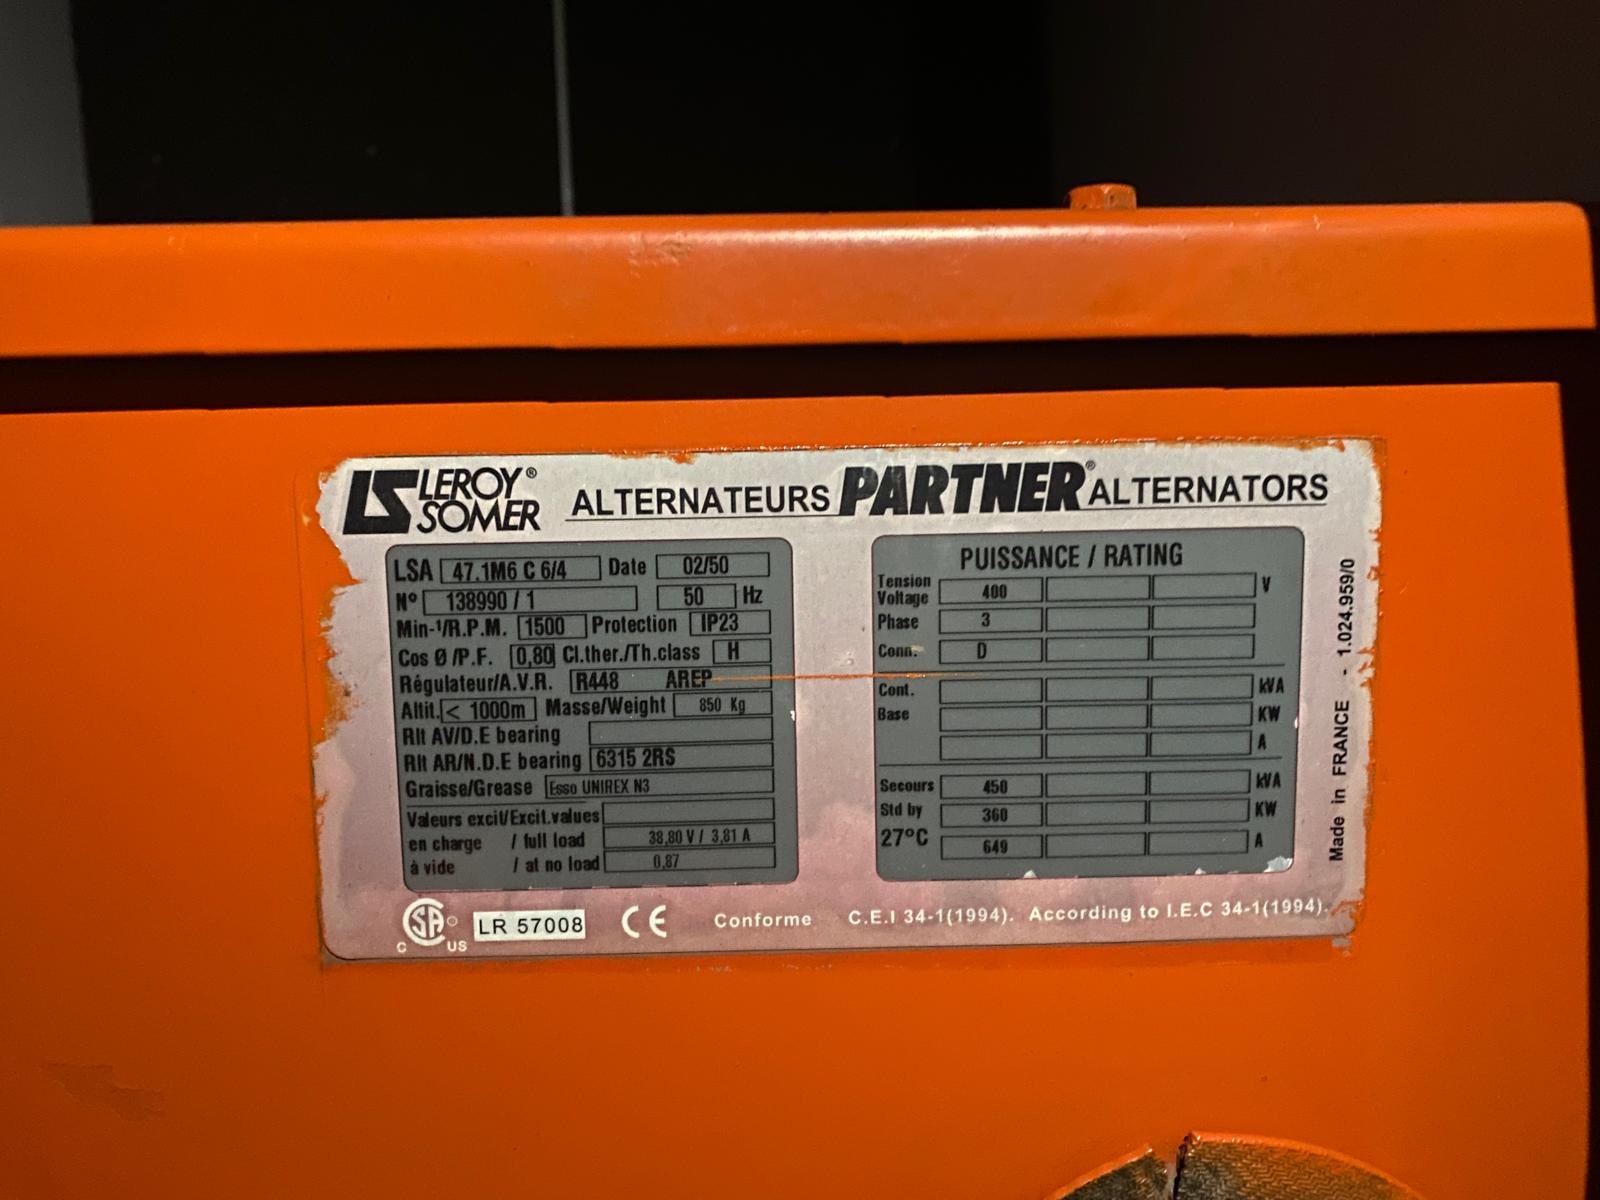 LEROY® SOMER ALTERNATEURS PARTNER® ALTERNATORS
LSA 47.1M6 C 6/4 Date 02/50
N° 138990 / 1 50 Hz
Min-¹/R.P.M. 1500 Protection IP23
Cos Ø /P.F. 0,80 Cl.ther./Th.class H
Régulateur/A.V.R. R448 AREP
Altit. < 1000m Masse/Weight 850 Kg
Rlt AV/D.E bearing
Rlt AR/N.D.E bearing 6315 2RS
Graisse/Grease Esso UNIREX N3
Valeurs excit/Excit.values
en charge / full load 38,80 V / 3,81 A
à vide / at no load 0,87
PUISSANCE / RATING
Tension
Voltage 400 V
Phase 3
Conn. D
Cont. kVA
Base KW
A
Secours 450 kVA
Std by 360 KW
27°C 649 A
Made in FRANCE - 1.024.959/0
C SA US LR 57008 CE Conforme C.E.I 34-1(1994). According to I.E.C 34-1(1994).